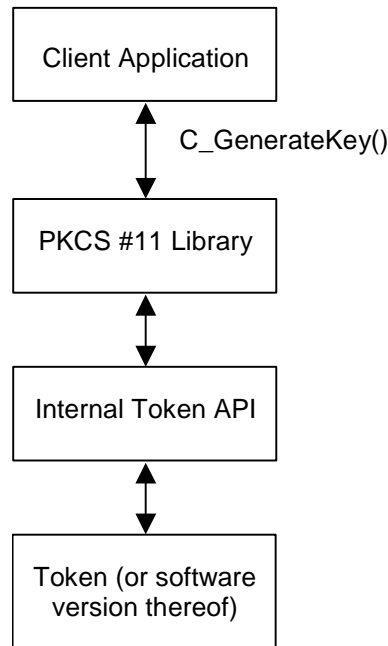 Client Application
C_GenerateKey()
PKCS #11 Library
Internal Token API
Token (or software
version thereof)